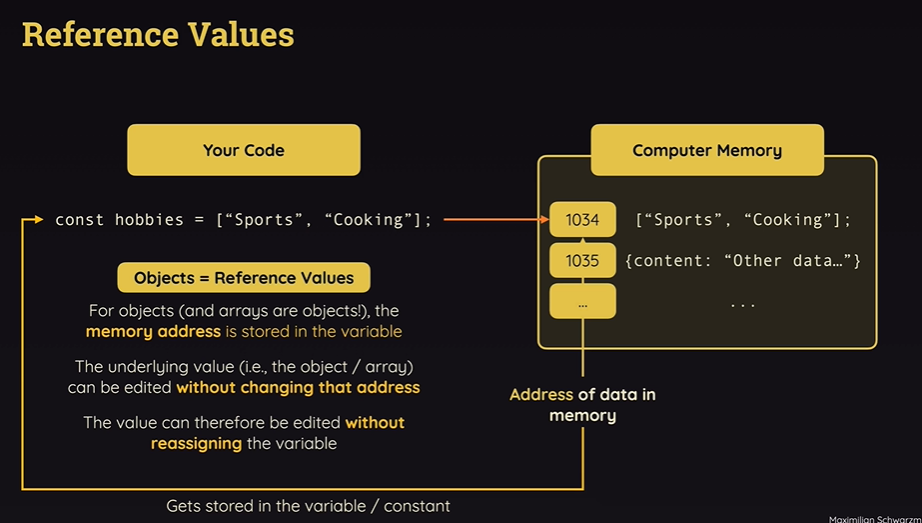 Reference Values
Your Code
Computer Memory
const hobbies = [“Sports”, “Cooking”];
1034
[“Sports”, “Cooking”];
1035
{content: “Other data…”}
...
...
Objects = Reference Values
For objects (and arrays are objects!), the
memory address is stored in the variable
The underlying value (i.e., the object / array)
can be edited without changing that address
The value can therefore be edited without
reassigning the variable
Address of data in
memory
Gets stored in the variable / constant
Maximilian Schwarzm